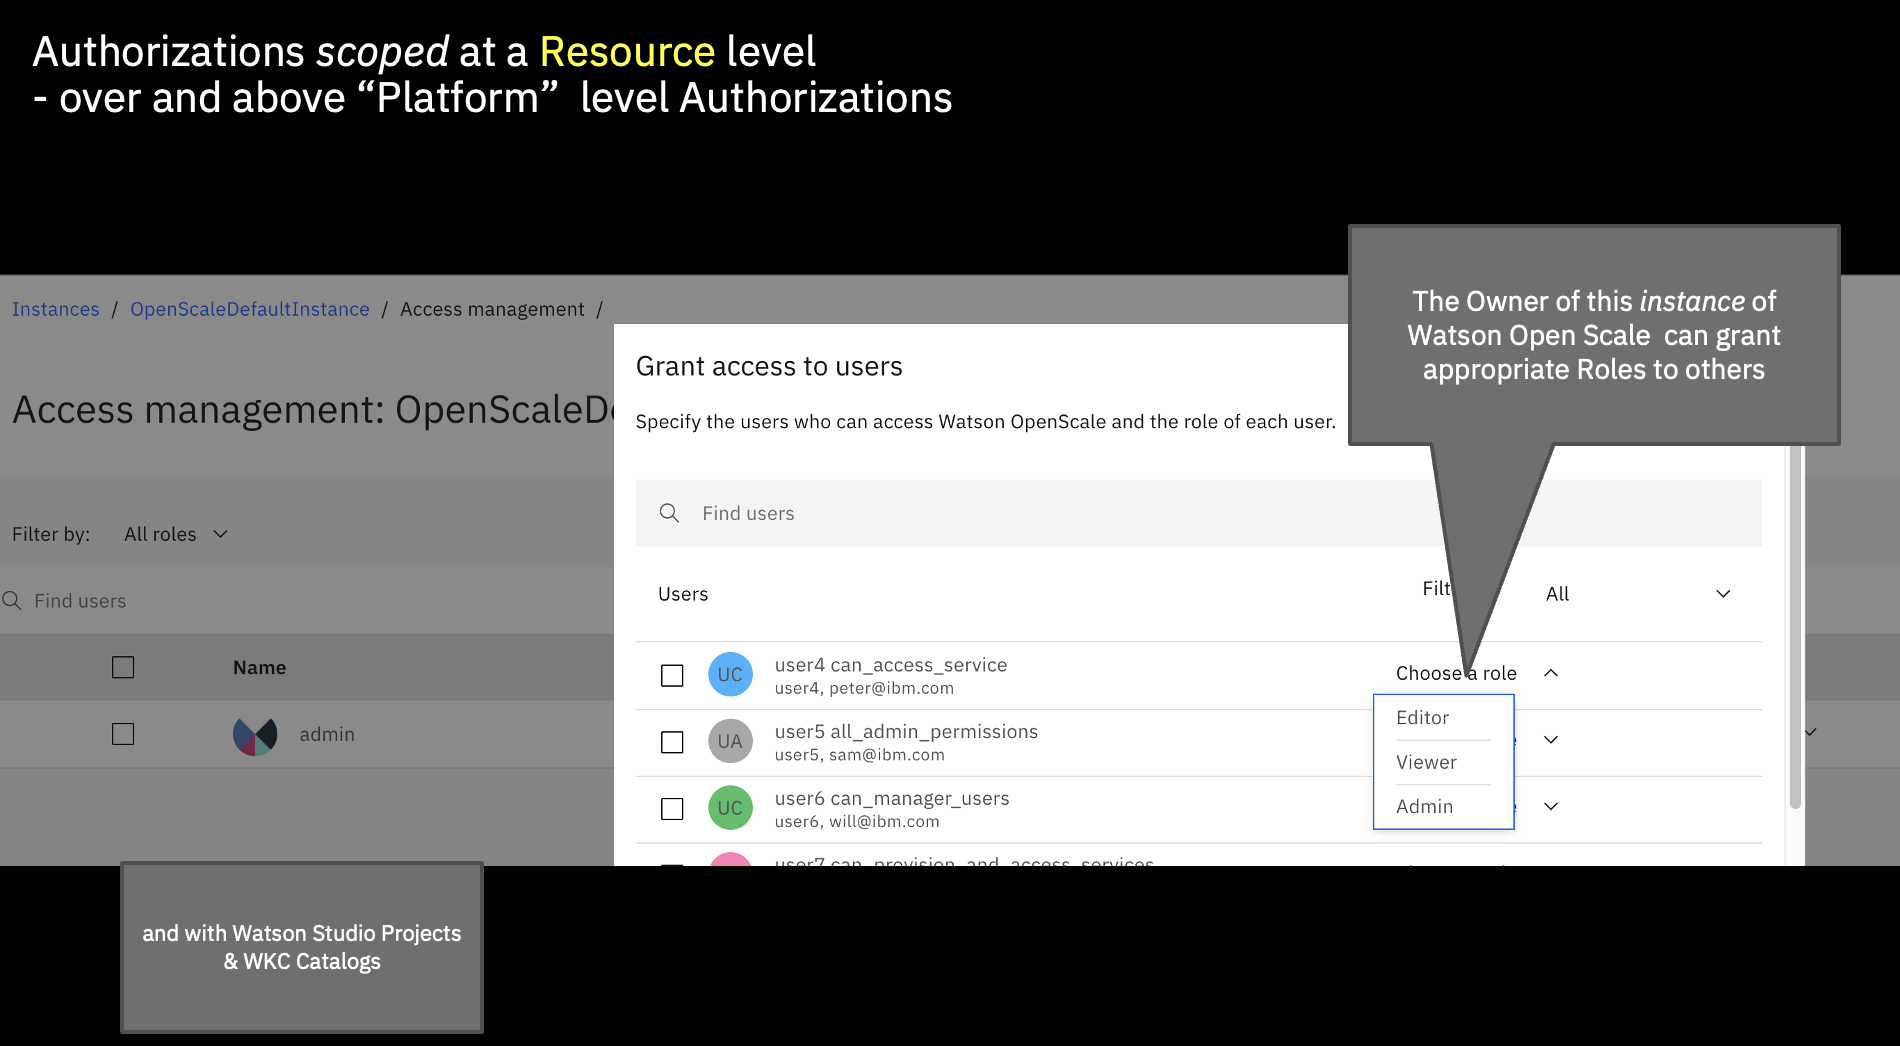 Authorizations scoped at a Resource level
- over and above “Platform”  level Authorizations
Instances / OpenScaleDefaultInstance / Access management /
Access management: OpenScaleD
Filter by: All roles
Find users
Name
admin
Grant access to users
Specify the users who can access Watson OpenScale and the role of each user.
Find users
Users
All
UC
user4 can_access_service
user4, peter@ibm.com
Choose a role
Editor
Viewer
Admin
UA
user5 all_admin_permissions
user5, sam@ibm.com
UC
user6 can_manager_users
user6, will@ibm.com
user7 can_provision_and_access_services
The Owner of this instance of
Watson Open Scale  can grant
appropriate Roles to others
and with Watson Studio Projects
& WKC Catalogs